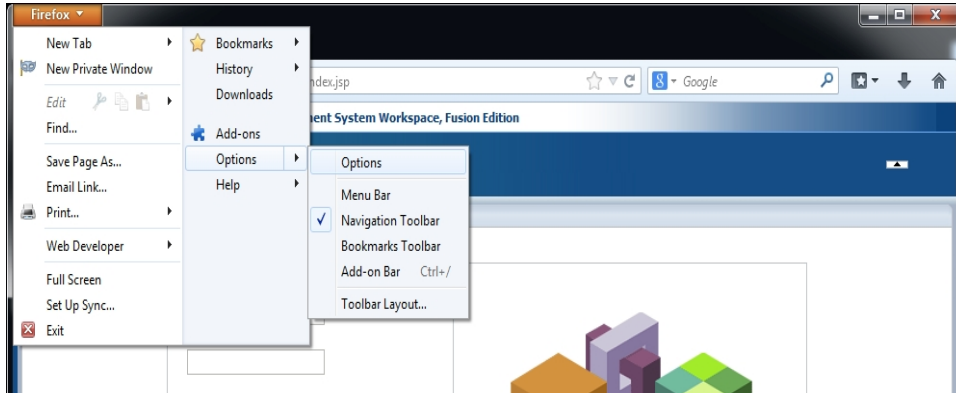 Firefox
New Tab
New Private Window
Edit
Find...
Save Page As...
Email Link...
Print...
Web Developer
Full Screen
Set Up Sync...
Exit
Bookmarks
History
Downloads
Add-ons
Options
Help
Options
Menu Bar
Navigation Toolbar
Bookmarks Toolbar
Add-on Bar Ctrl+/
Toolbar Layout...
ndex.jsp
8 Google
ent System Workspace, Fusion Edition